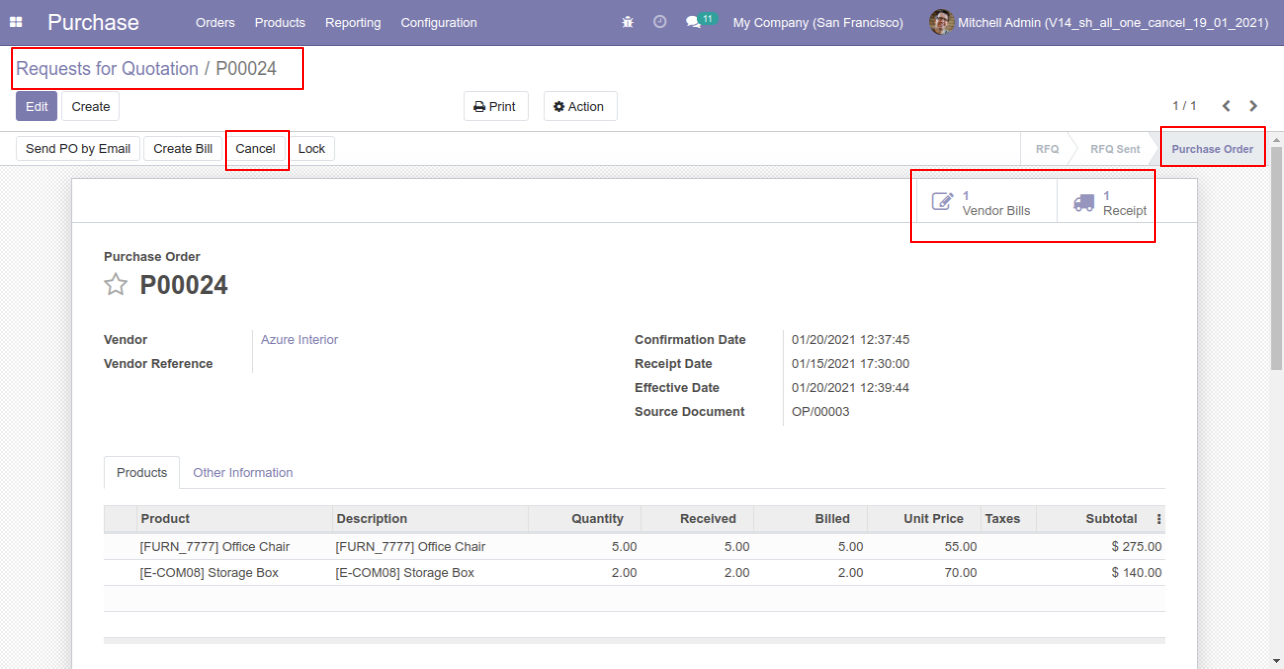 Purchase Orders Products Reporting Configuration 11 My Company (San Francisco) Mitchell Admin (V14_sh_all_one_cancel_19_01_2021)
Requests for Quotation / P00024
Edit Create Print Action 1 / 1
Send PO by Email Create Bill Cancel Lock RFQ RFQ Sent Purchase Order
1 1
Vendor Bills Receipt
Purchase Order
P00024
Vendor Azure Interior Confirmation Date 01/20/2021 12:37:45
Vendor Reference Receipt Date 01/15/2021 17:30:00
Effective Date 01/20/2021 12:39:44
Source Document OP/00003
Products Other Information
Product Description Quantity Received Billed Unit Price Taxes Subtotal
[FURN_7777] Office Chair [FURN_7777] Office Chair 5.00 5.00 5.00 55.00 $ 275.00
[E-COM08] Storage Box [E-COM08] Storage Box 2.00 2.00 2.00 70.00 $ 140.00